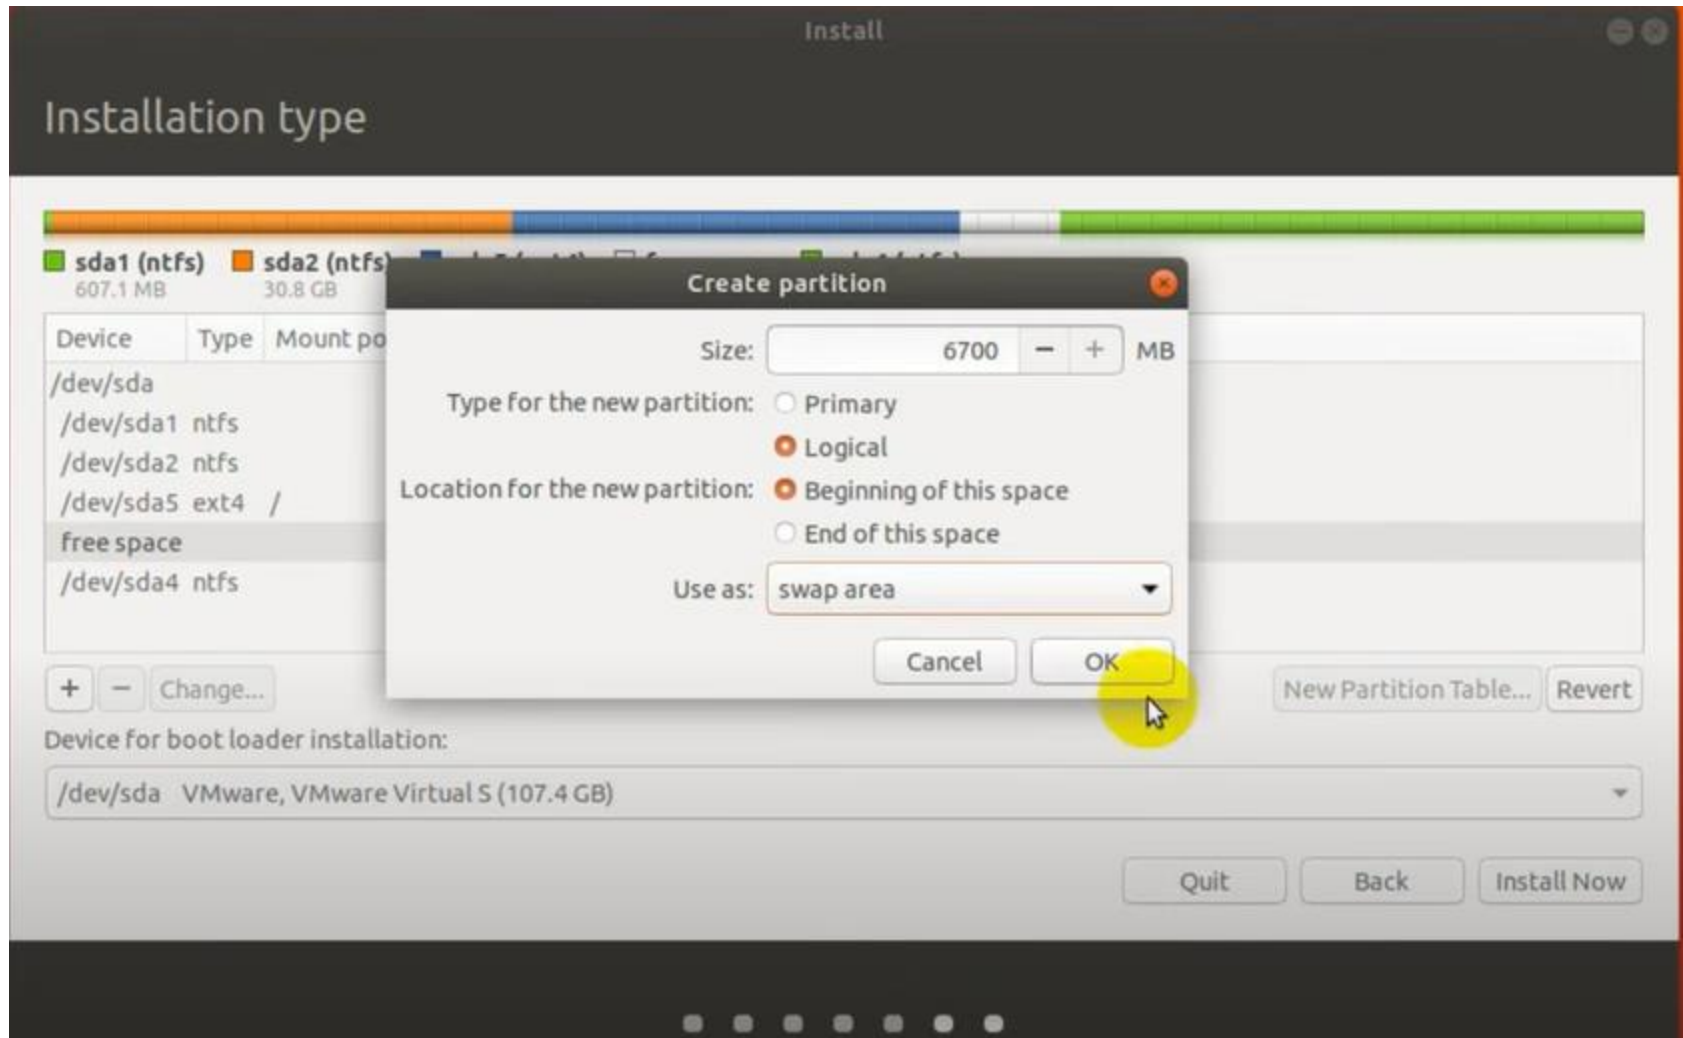 Install
Installation type
sda1 (ntfs) sda2 (ntfs)
607.1 MB 30.8 GB
Create partition
Device Type Mount po
Size: 6700 − + MB
/dev/sda
Type for the new partition: Primary
/dev/sda1 ntfs
Logical
/dev/sda2 ntfs
Location for the new partition: Beginning of this space
/dev/sda5 ext4 /
End of this space
free space
/dev/sda4 ntfs
Use as: swap area
Cancel OK
+ − Change... New Partition Table... Revert
Device for boot loader installation:
/dev/sda VMware, VMware Virtual S (107.4 GB)
Quit Back Install Now